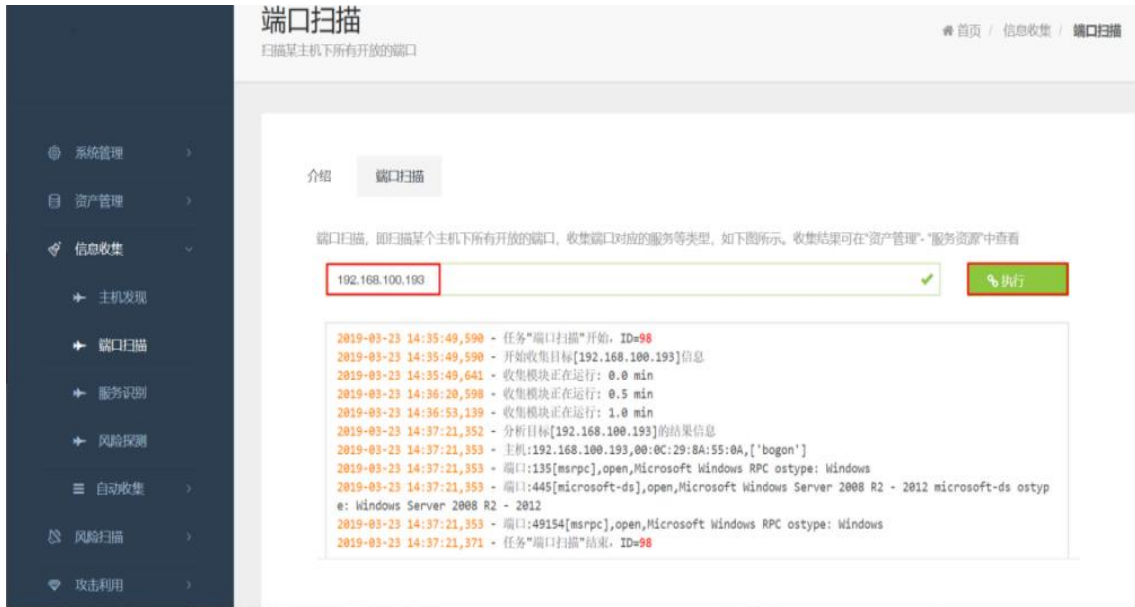 端口扫描
扫描某主机下所有开放的端口
首页 / 信息收集 / 端口扫描
系统管理
资产管理
信息收集
主机发现
端口扫描
服务识别
风险探测
自动收集
风险扫描
攻击利用
介绍 端口扫描
端口扫描，即扫描某个主机下所有开放的端口，收集端口对应的服务等类型，如下图所示。收集结果可在"资产管理"-"服务资源"中查看
192.168.100.193 执行
2019-03-23 14:35:49,590 - 任务"端口扫描"开始，ID=98
2019-03-23 14:35:49,590 - 开始收集目标[192.168.100.193]信息
2019-03-23 14:35:49,641 - 收集模块正在运行: 0.0 min
2019-03-23 14:36:20,598 - 收集模块正在运行: 0.5 min
2019-03-23 14:36:53,139 - 收集模块正在运行: 1.0 min
2019-03-23 14:37:21,352 - 分析目标[192.168.100.193]的结果信息
2019-03-23 14:37:21,353 - 主机:192.168.100.193,00:0C:29:8A:55:0A,['bogon']
2019-03-23 14:37:21,353 - 端口:135[msrpc],open,Microsoft Windows RPC ostype: Windows
2019-03-23 14:37:21,353 - 端口:445[microsoft-ds],open,Microsoft Windows Server 2008 R2 - 2012 microsoft-ds ostyp
e: Windows Server 2008 R2 - 2012
2019-03-23 14:37:21,353 - 端口:49154[msrpc],open,Microsoft Windows RPC ostype: Windows
2019-03-23 14:37:21,371 - 任务"端口扫描"结束，ID=98